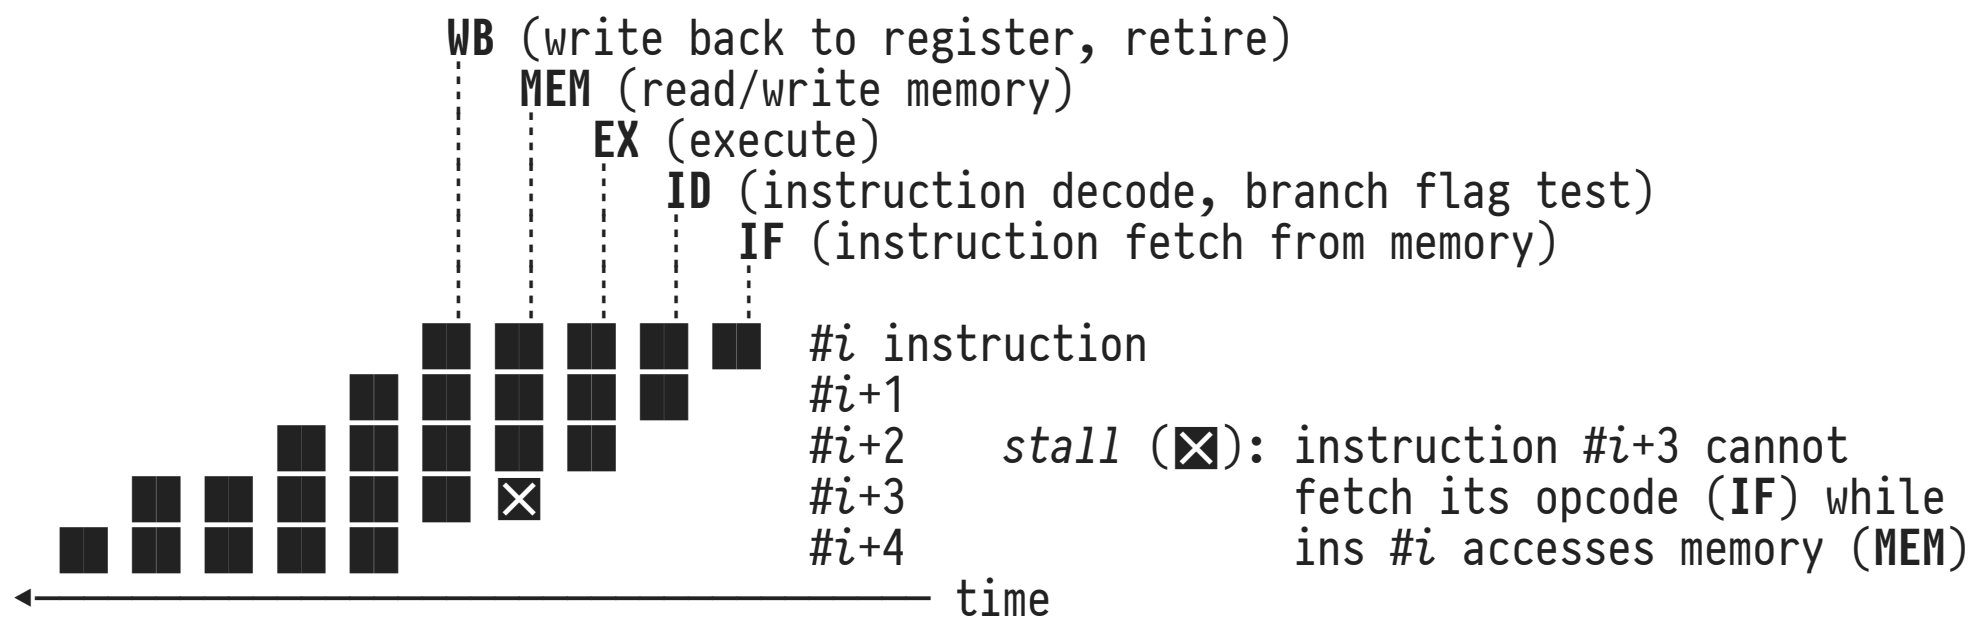 WB (write back to register, retire)
MEM (read/write memory)
EX (execute)
ID (instruction decode, branch flag test)
IF (instruction fetch from memory)
#i instruction
#i+1
#i+2 stall (☒): instruction #i+3 cannot
#i+3 fetch its opcode (IF) while
#i+4 ins #i accesses memory (MEM)
time